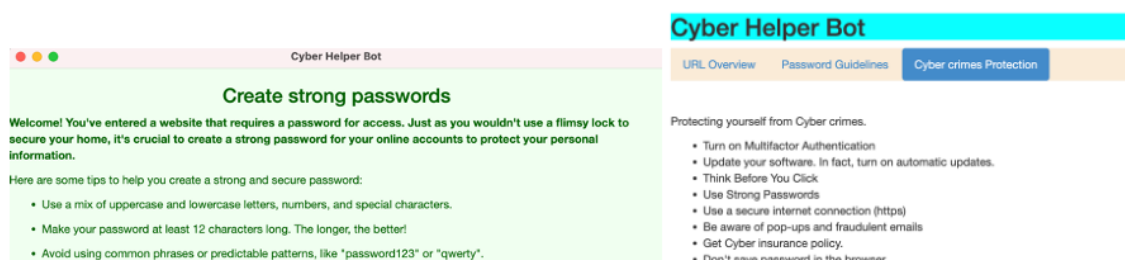 Cyber Helper Bot
Create strong passwords
Welcome! You've entered a website that requires a password for access. Just as you wouldn't use a flimsy lock to
secure your home, it's crucial to create a strong password for your online accounts to protect your personal
information.
Here are some tips to help you create a strong and secure password:
• Use a mix of uppercase and lowercase letters, numbers, and special characters.
• Make your password at least 12 characters long. The longer, the better!
• Avoid using common phrases or predictable patterns, like "password123" or "qwerty".
Cyber Helper Bot
URL Overview Password Guidelines Cyber crimes Protection
Protecting yourself from Cyber crimes.
• Turn on Multifactor Authentication
• Update your software. In fact, turn on automatic updates.
• Think Before You Click
• Use Strong Passwords
• Use a secure internet connection (https)
• Be aware of pop-ups and fraudulent emails
• Get Cyber insurance policy.
• Don't save password in the browser